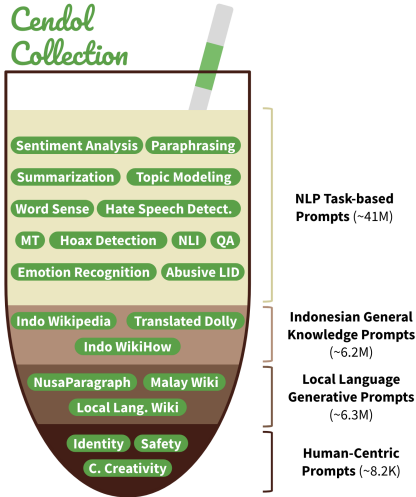 Cendol
Collection
Sentiment Analysis Paraphrasing
Summarization Topic Modeling
Word Sense Hate Speech Detect.
MT Hoax Detection NLI QA
Emotion Recognition Abusive LID
NLP Task-based
Prompts (~41M)
Indo Wikipedia Translated Dolly
Indo WikiHow
Indonesian General
Knowledge Prompts
(~6.2M)
NusaParagraph Malay Wiki
Local Lang. Wiki
Local Language
Generative Prompts
(~6.3M)
Identity Safety
C. Creativity
Human-Centric
Prompts (~8.2K)